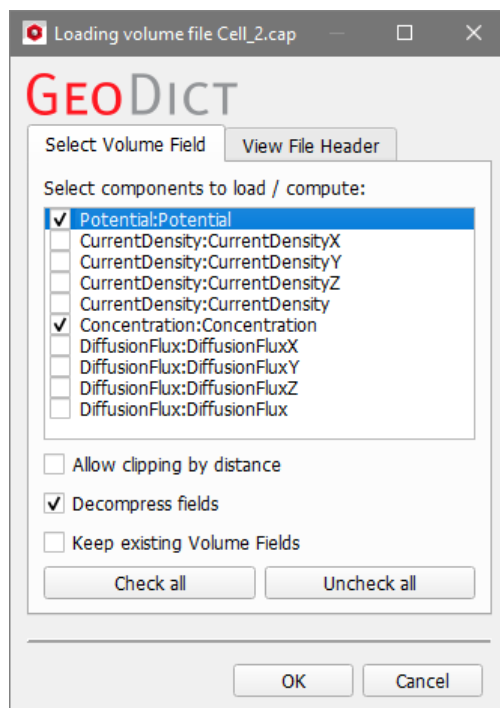 Loading volume file Cell_2.cap
GEODICT
Select Volume Field
View File Header
Select components to load / compute:
Potential:Potential
CurrentDensity:CurrentDensityX
CurrentDensity:CurrentDensityY
CurrentDensity:CurrentDensityZ
CurrentDensity:CurrentDensity
Concentration:Concentration
DiffusionFlux:DiffusionFluxX
DiffusionFlux:DiffusionFluxY
DiffusionFlux:DiffusionFluxZ
DiffusionFlux:DiffusionFlux
Allow clipping by distance
Decompress fields
Keep existing Volume Fields
Check all
Uncheck all
OK
Cancel